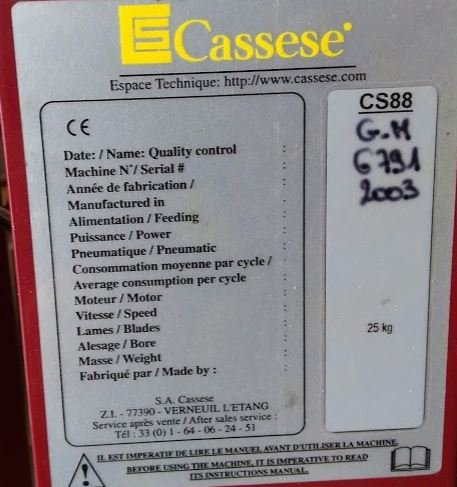 Cassese
Espace Technique: http://www.cassese.com
CS88
CE
G.M
Date: / Name: Quality control :
6791
Machine N°/ Serial # :
2003
Année de fabrication / :
Manufactured in
Alimentation / Feeding :
Puissance / Power :
Pneumatique / Pneumatic :
Consommation moyenne par cycle / :
Average consumption per cycle
Moteur / Motor :
Vitesse / Speed :
Lames / Blades :
25 kg
Alesage / Bore :
Masse / Weight :
Fabriqué par / Made by :
S.A. Cassese
Z.I. - 77390 - VERNEUIL L'ETANG
Service après vente / After sales service :
Tél : 33 (0) 1 - 64 - 06 - 24 - 51
IL EST IMPERATIF DE LIRE LE MANUEL AVANT D'UTILISER LA MACHINE.
BEFORE USING THE MACHINE, IT IS IMPERATIVE TO READ
ITS INSTRUCTIONS MANUAL.